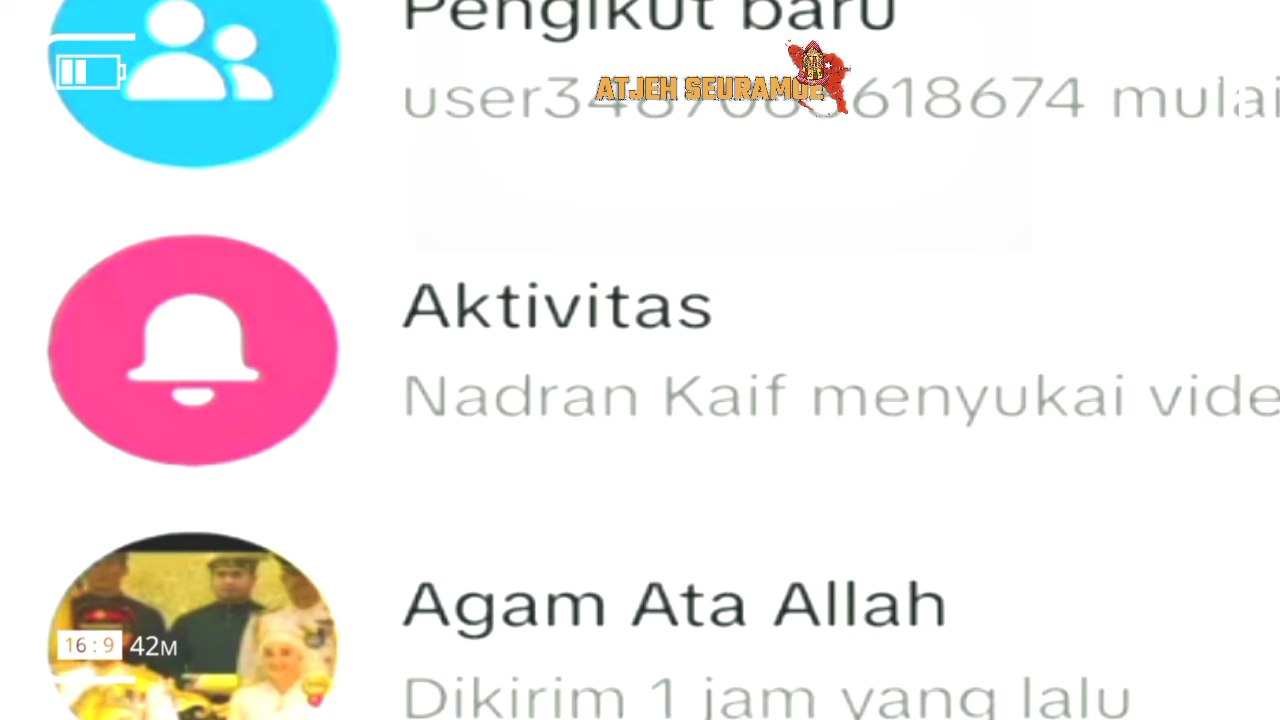 Pengikut baru
ATJEH SEURAMOE
618674 mulai
Aktivitas
Nadran Kaif menyukai vide
Agam Ata Allah
16:9 42M
Dikirim 1 jam yang lalu